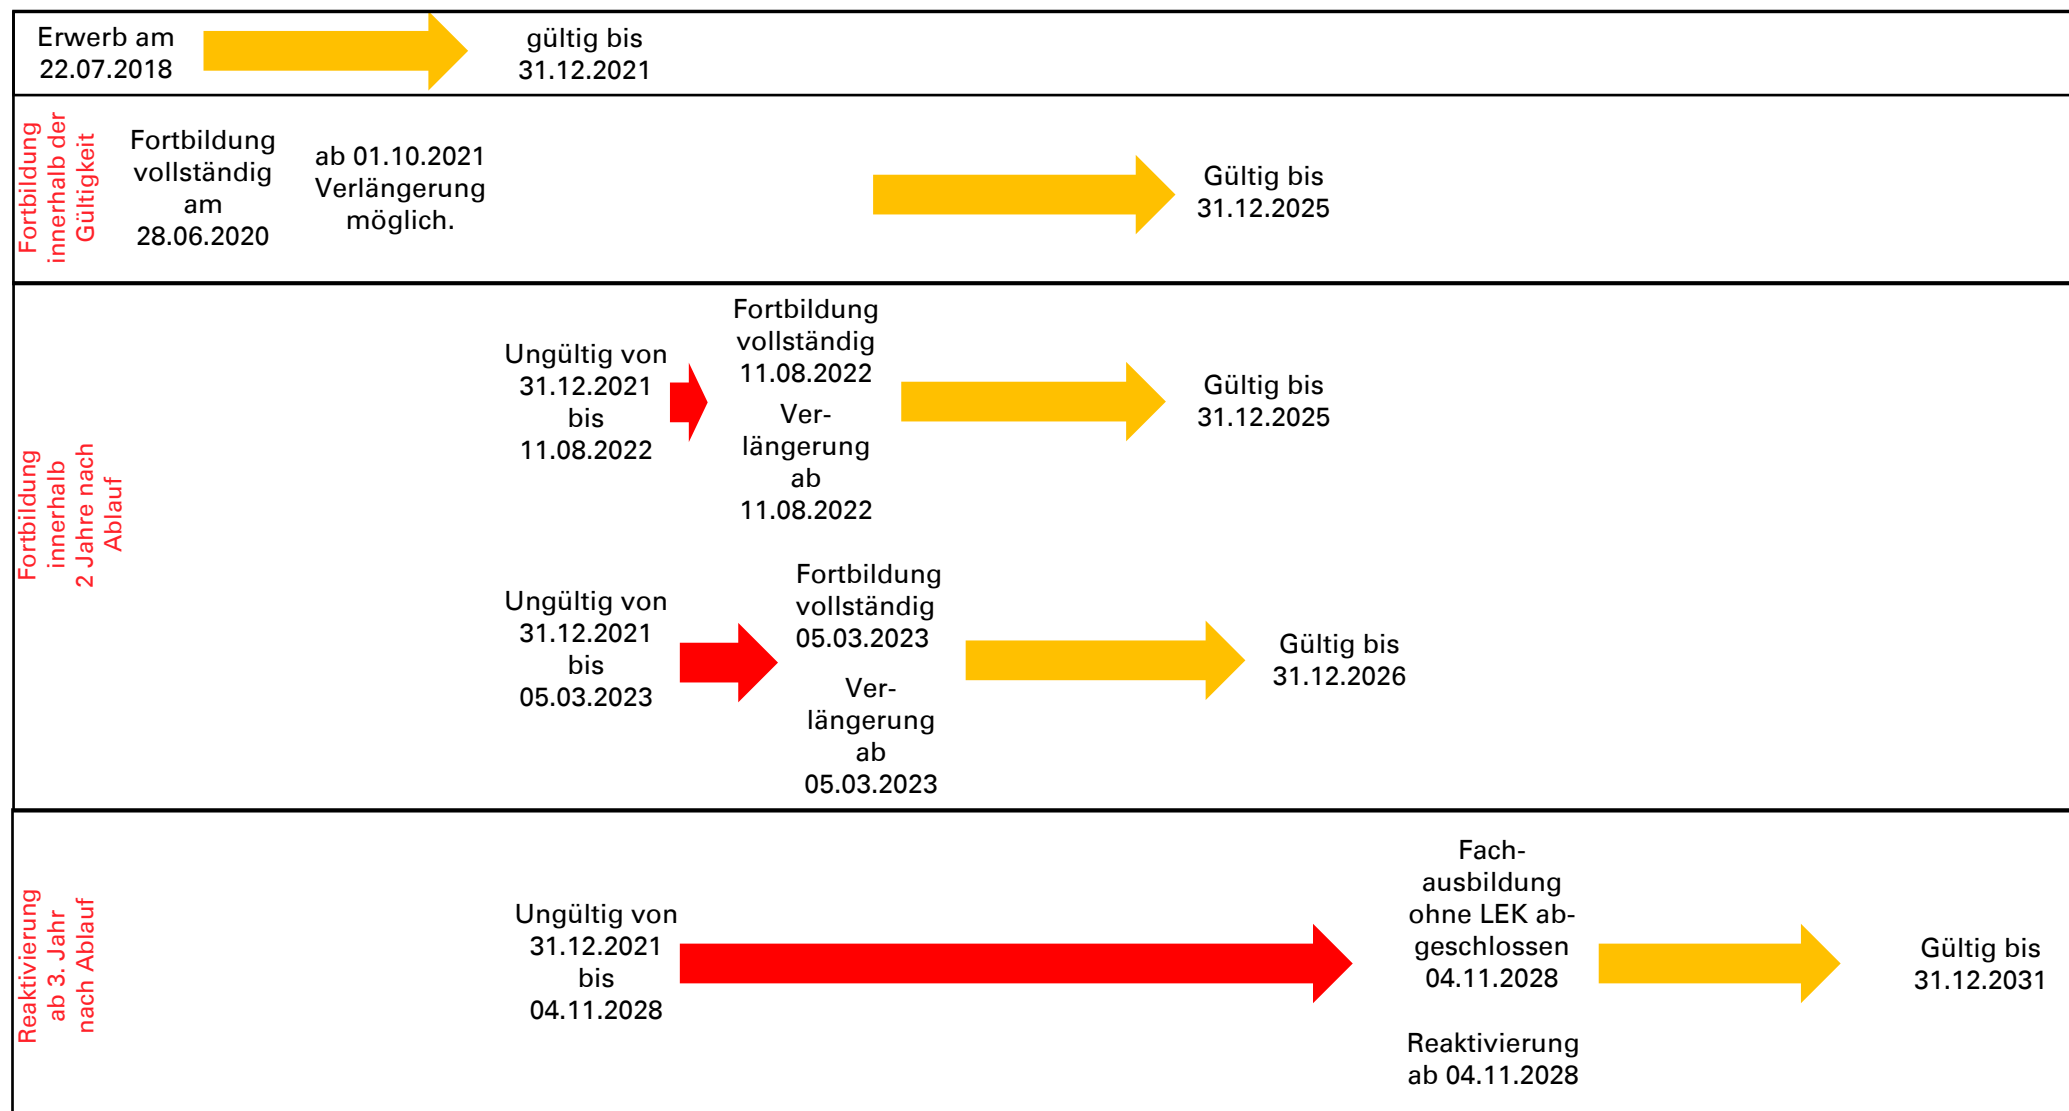 Erwerb am
22.07.2018
gültig bis
31.12.2021
Fortbildung
innerhalb der
Gültigkeit
Fortbildung
vollständig
am
28.06.2020
ab 01.10.2021
Verlängerung
möglich.
Gültig bis
31.12.2025
Fortbildung
innerhalb
2 Jahre nach
Ablauf
Ungültig von
31.12.2021
bis
11.08.2022
Fortbildung
vollständig
11.08.2022
Ver-
längerung
ab
11.08.2022
Gültig bis
31.12.2025
Ungültig von
31.12.2021
bis
05.03.2023
Fortbildung
vollständig
05.03.2023
Ver-
längerung
ab
05.03.2023
Gültig bis
31.12.2026
Reaktivierung
ab 3. Jahr
nach Ablauf
Ungültig von
31.12.2021
bis
04.11.2028
Fach-
ausbildung
ohne LEK ab-
geschlossen
04.11.2028
Reaktivierung
ab 04.11.2028
Gültig bis
31.12.2031